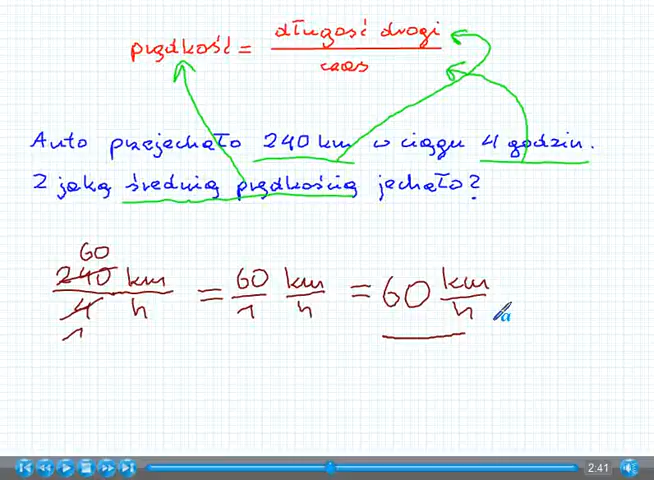 długość drogi
prędkość =
czas
Auto przejechało 240 km w ciągu 4 godzin.
Z jaką średnią prędkością jechało?
60
240 km = 60 km = 60 km
4 h 1 h h
1
2:41